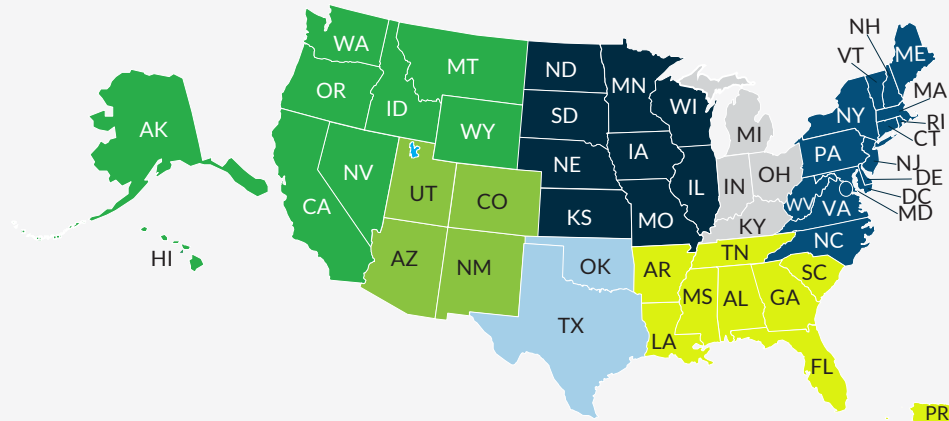 NH
WA
VT
ME
MT
ND
MN
OR
MA
ID
WI
SD
NY
RI
AK
WY
MI
CT
IA
PA
NJ
NE
OH
NV
DE
IN
IL
UT
DC
CO
WV
VA
CA
MD
KS
MO
KY
NC
TN
HI
AZ
OK
AR
NM
SC
MS
AL
GA
TX
LA
FL
PR